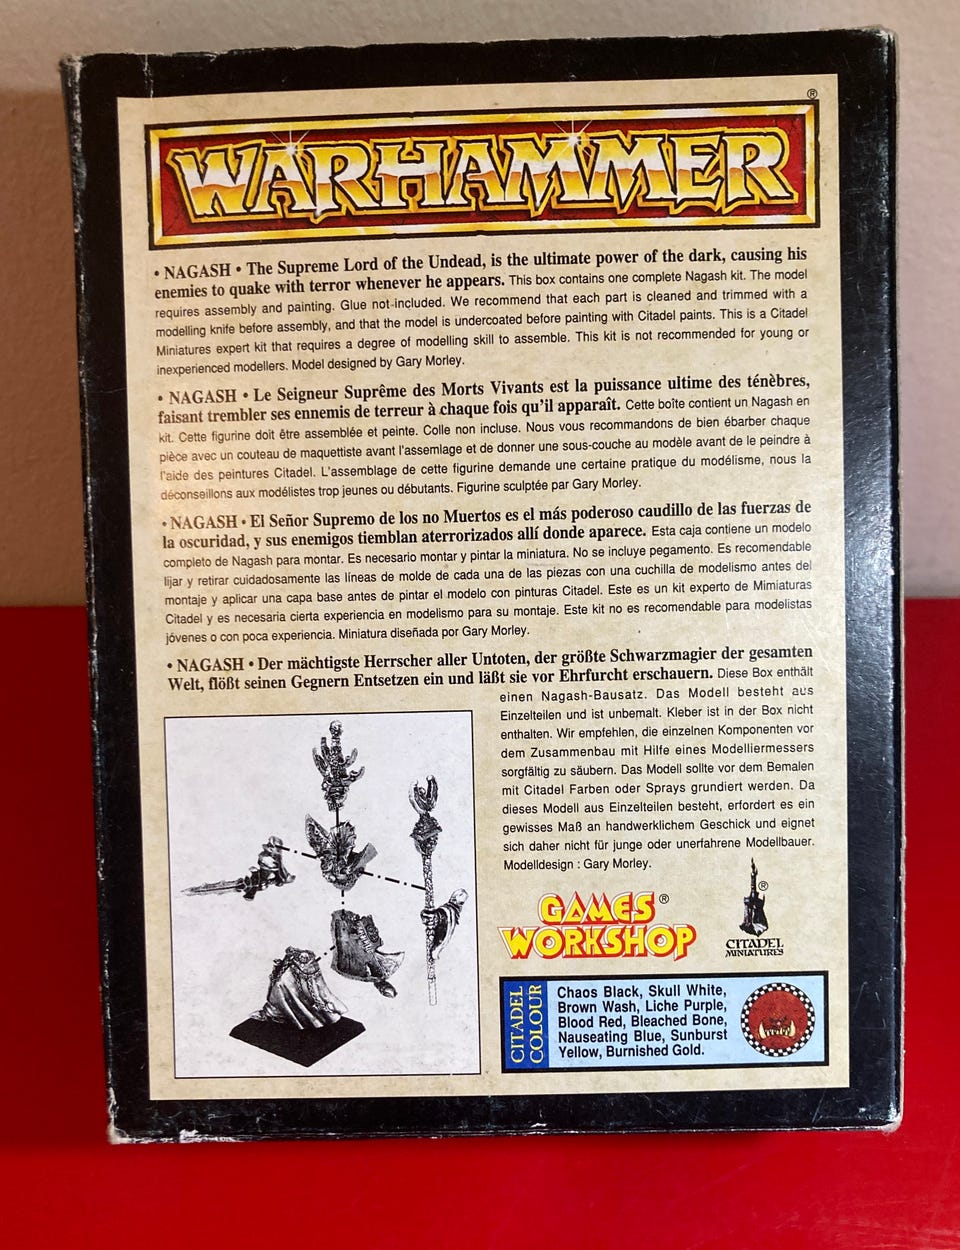 ®
WARHAMMER
• NAGASH • The Supreme Lord of the Undead, is the ultimate power of the dark, causing his
enemies to quake with terror whenever he appears. This box contains one complete Nagash kit. The model
requires assembly and painting. Glue not included. We recommend that each part is cleaned and trimmed with a
modelling knife before assembly, and that the model is undercoated before painting with Citadel paints. This is a Citadel
Miniatures expert kit that requires a degree of modelling skill to assemble. This kit is not recommended for young or
inexperienced modellers. Model designed by Gary Morley.
• NAGASH • Le Seigneur Suprême des Morts Vivants est la puissance ultime des ténèbres,
faisant trembler ses ennemis de terreur à chaque fois qu'il apparaît. Cette boîte contient un Nagash en
kit. Cette figurine doit être assemblée et peinte. Colle non incluse. Nous vous recommandons de bien ébarber chaque
pièce avec un couteau de maquettiste avant l'assemlage et de donner une sous-couche au modèle avant de le peindre à
l'aide des peintures Citadel. L'assemblage de cette figurine demande une certaine pratique du modélisme, nous la
déconseillons aux modélistes trop jeunes ou débutants. Figurine sculptée par Gary Morley.
• NAGASH • El Señor Supremo de los no Muertos es el más poderoso caudillo de las fuerzas de
la oscuridad, y sus enemigos tiemblan aterrorizados allí donde aparece. Esta caja contiene un modelo
completo de Nagash para montar. Es necesario montar y pintar la miniatura. No se incluye pegamento. Es recomendable
lijar y retirar cuidadosamente las líneas de molde de cada una de las piezas con una cuchilla de modelismo antes del
montaje y aplicar una capa base antes de pintar el modelo con pinturas Citadel. Este es un kit experto de Mimiaturas
Citadel y es necesaria cierta experiencia en modelismo para su montaje. Este kit no es recomendable para modelistas
jóvenes o con poca experiencia. Miniatura diseñada por Gary Morley.
• NAGASH • Der mächtigste Herrscher aller Untoten, der größte Schwarzmagier der gesamten
Welt, flößt seinen Gegnern Entsetzen ein und läßt sie vor Ehrfurcht erschauern. Diese Box enthält
einen Nagash-Bausatz. Das Modell besteht aus
Einzelteilen und ist unbemalt. Kleber ist in der Box nicht
enthalten. Wir empfehlen, die einzelnen Komponenten vor
dem Zusammenbau mit Hilfe eines Modelliermessers
sorgfältig zu säubern. Das Modell sollte vor dem Bemalen
mit Citadel Farben oder Sprays grundiert werden. Da
dieses Modell aus Einzelteilen besteht, erfordert es ein
gewisses Maß an handwerklichem Geschick und eignet
sich daher nicht für junge oder unerfahrene Modellbauer.
Modelldesign : Gary Morley.
GAMES ®
WORKSHOP
®
CITADEL
MINIATURES
CITADEL
COLOUR
Chaos Black, Skull White,
Brown Wash, Liche Purple,
Blood Red, Bleached Bone,
Nauseating Blue, Sunburst
Yellow, Burnished Gold.